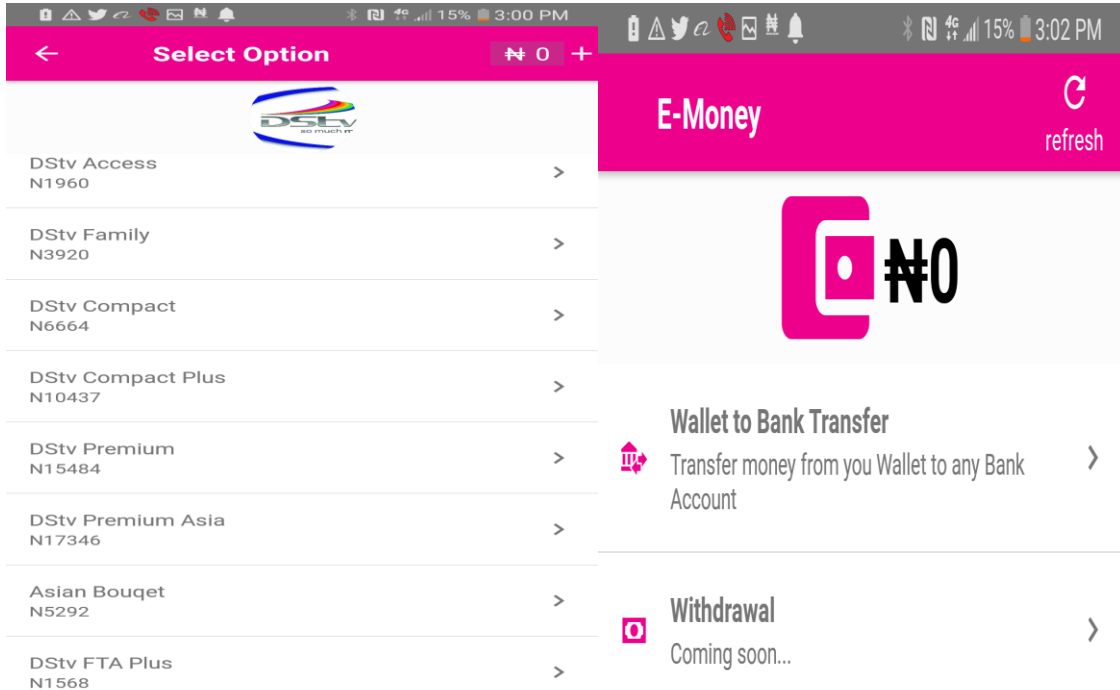 15% 3:00 PM
Select Option
₦ 0 +
DStv
so much
DStv Access
N1960
DStv Family
N3920
DStv Compact
N6664
DStv Compact Plus
N10437
DStv Premium
N15484
DStv Premium Asia
N17346
Asian Bouqet
N5292
DStv FTA Plus
N1568
4G 15% 3:02 PM
E-Money
refresh
₦0
Wallet to Bank Transfer
Transfer money from you Wallet to any Bank
Account
Withdrawal
Coming soon...